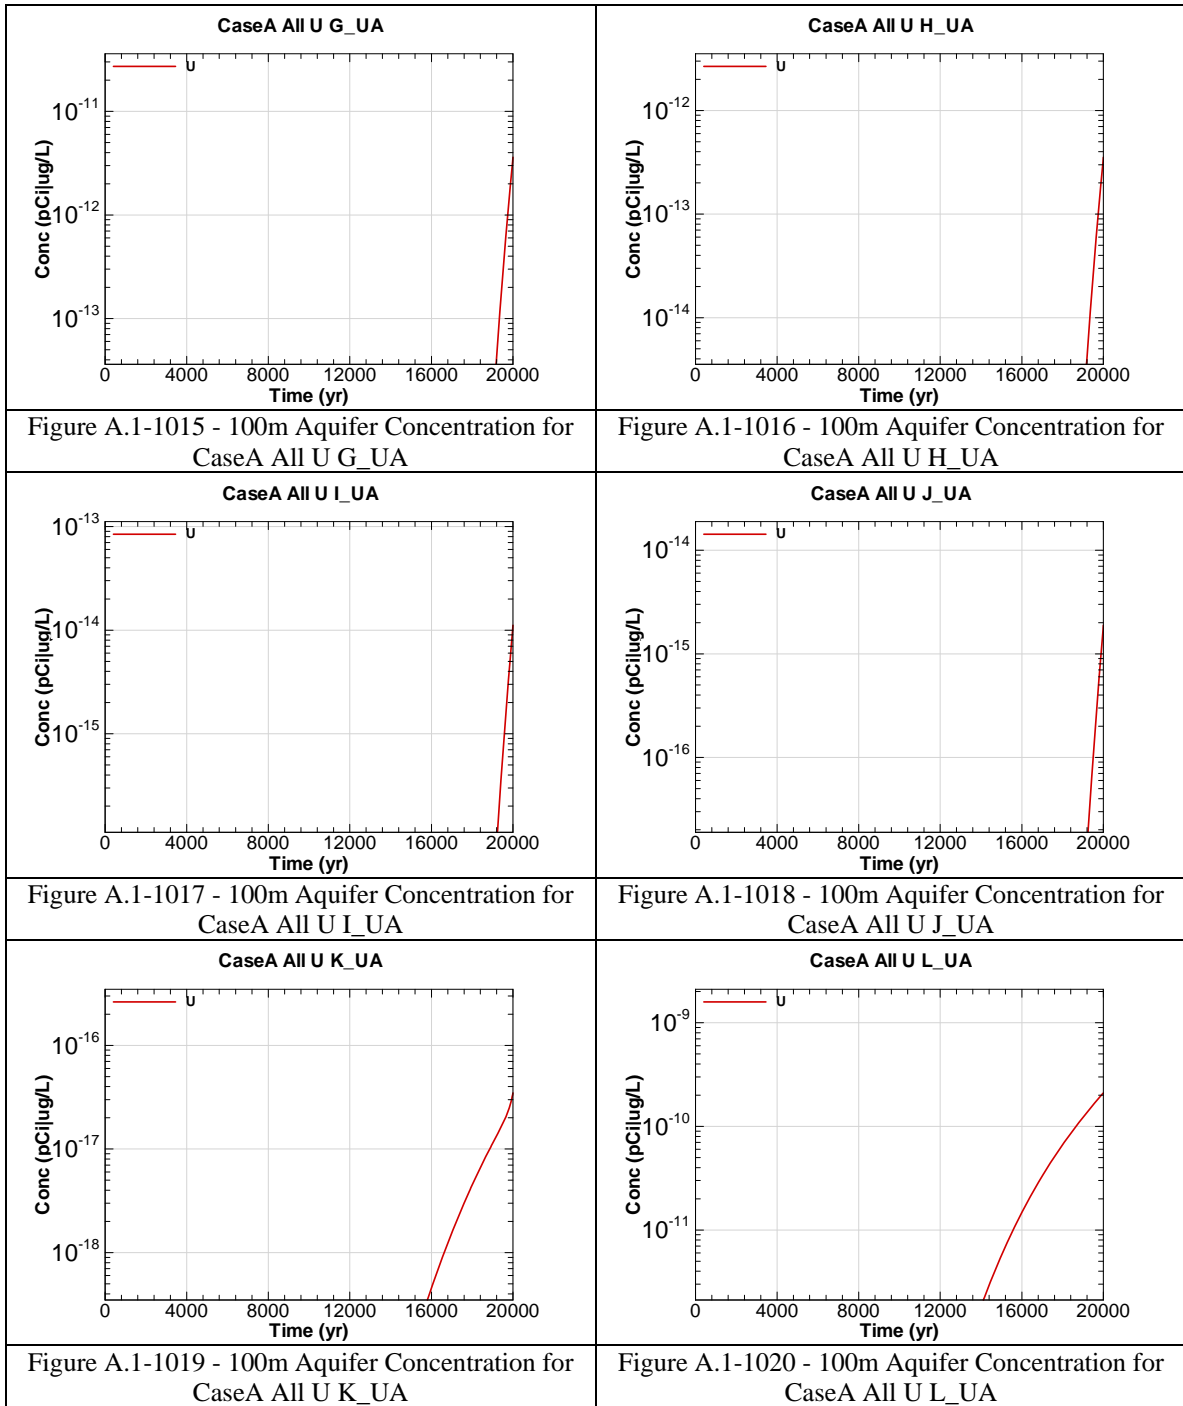 CaseA All U G_UA
U
Conc (pCi|ug/L)
10-11
10-12
10-13
0 4000 8000 12000 16000 20000
Time (yr)
Figure A.1-1015 - 100m Aquifer Concentration for
CaseA All U G_UA
CaseA All U H_UA
U
Conc (pCi|ug/L)
10-12
10-13
10-14
0 4000 8000 12000 16000 20000
Time (yr)
Figure A.1-1016 - 100m Aquifer Concentration for
CaseA All U H_UA
CaseA All U I_UA
U
Conc (pCi|ug/L)
10-13
10-14
10-15
0 4000 8000 12000 16000 20000
Time (yr)
Figure A.1-1017 - 100m Aquifer Concentration for
CaseA All U I_UA
CaseA All U J_UA
U
Conc (pCi|ug/L)
10-14
10-15
10-16
0 4000 8000 12000 16000 20000
Time (yr)
Figure A.1-1018 - 100m Aquifer Concentration for
CaseA All U J_UA
CaseA All U K_UA
U
Conc (pCi|ug/L)
10-16
10-17
10-18
0 4000 8000 12000 16000 20000
Time (yr)
Figure A.1-1019 - 100m Aquifer Concentration for
CaseA All U K_UA
CaseA All U L_UA
U
Conc (pCi|ug/L)
10-9
10-10
10-11
0 4000 8000 12000 16000 20000
Time (yr)
Figure A.1-1020 - 100m Aquifer Concentration for
CaseA All U L_UA